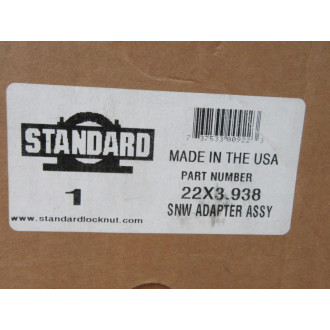 STANDARD
MADE IN THE USA
PART NUMBER
1
22X3.938
SNW ADAPTER ASSY
www.standardlocknut.com